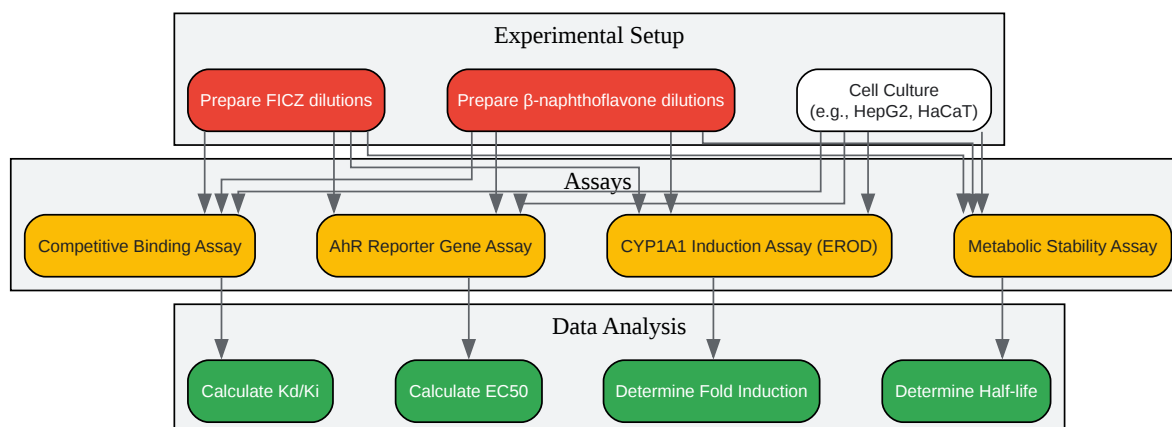 Experimental Setup
Prepare FICZ dilutions
Prepare β-naphthoflavone dilutions
Cell Culture
(e.g., HepG2, HaCaT)
Assays
Competitive Binding Assay
AhR Reporter Gene Assay
CYP1A1 Induction Assay (EROD)
Metabolic Stability Assay
Data Analysis
Calculate Kd/Ki
Calculate EC50
Determine Fold Induction
Determine Half-life